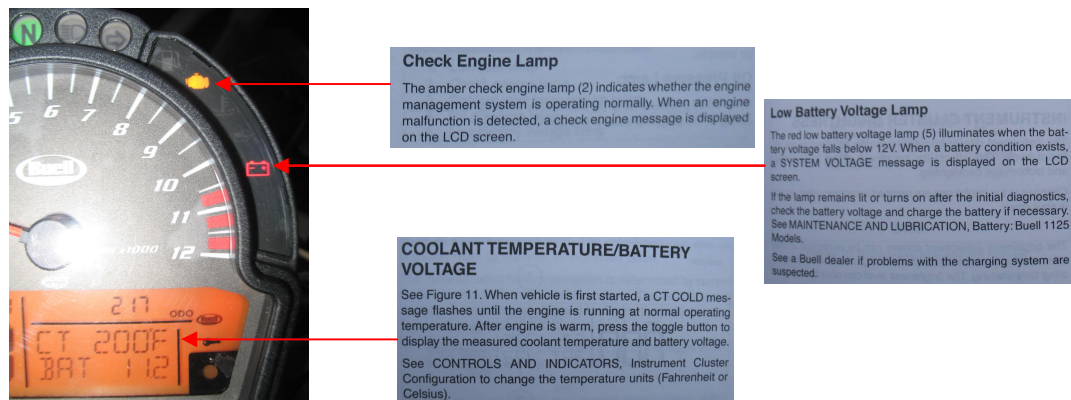 N
5
6
7
8
9
10
11
12
Buell
x1000
217
ODO
CT 200°F
BAT 11.2
Check Engine Lamp
The amber check engine lamp (2) indicates whether the engine
management system is operating normally. When an engine
malfunction is detected, a check engine message is displayed
on the LCD screen.
Low Battery Voltage Lamp
The red low battery voltage lamp (5) illuminates when the bat-
tery voltage falls below 12V. When a battery condition exists,
a SYSTEM VOLTAGE message is displayed on the LCD
screen.
If the lamp remains lit or turns on after the initial diagnostics,
check the battery voltage and charge the battery if necessary.
See MAINTENANCE AND LUBRICATION, Battery: Buell 1125
Models.
See a Buell dealer if problems with the charging system are
suspected.
COOLANT TEMPERATURE/BATTERY
VOLTAGE
See Figure 11. When vehicle is first started, a CT COLD mes-
sage flashes until the engine is running at normal operating
temperature. After engine is warm, press the toggle button to
display the measured coolant temperature and battery voltage.
See CONTROLS AND INDICATORS, Instrument Cluster
Configuration to change the temperature units (Fahrenheit or
Celsius).